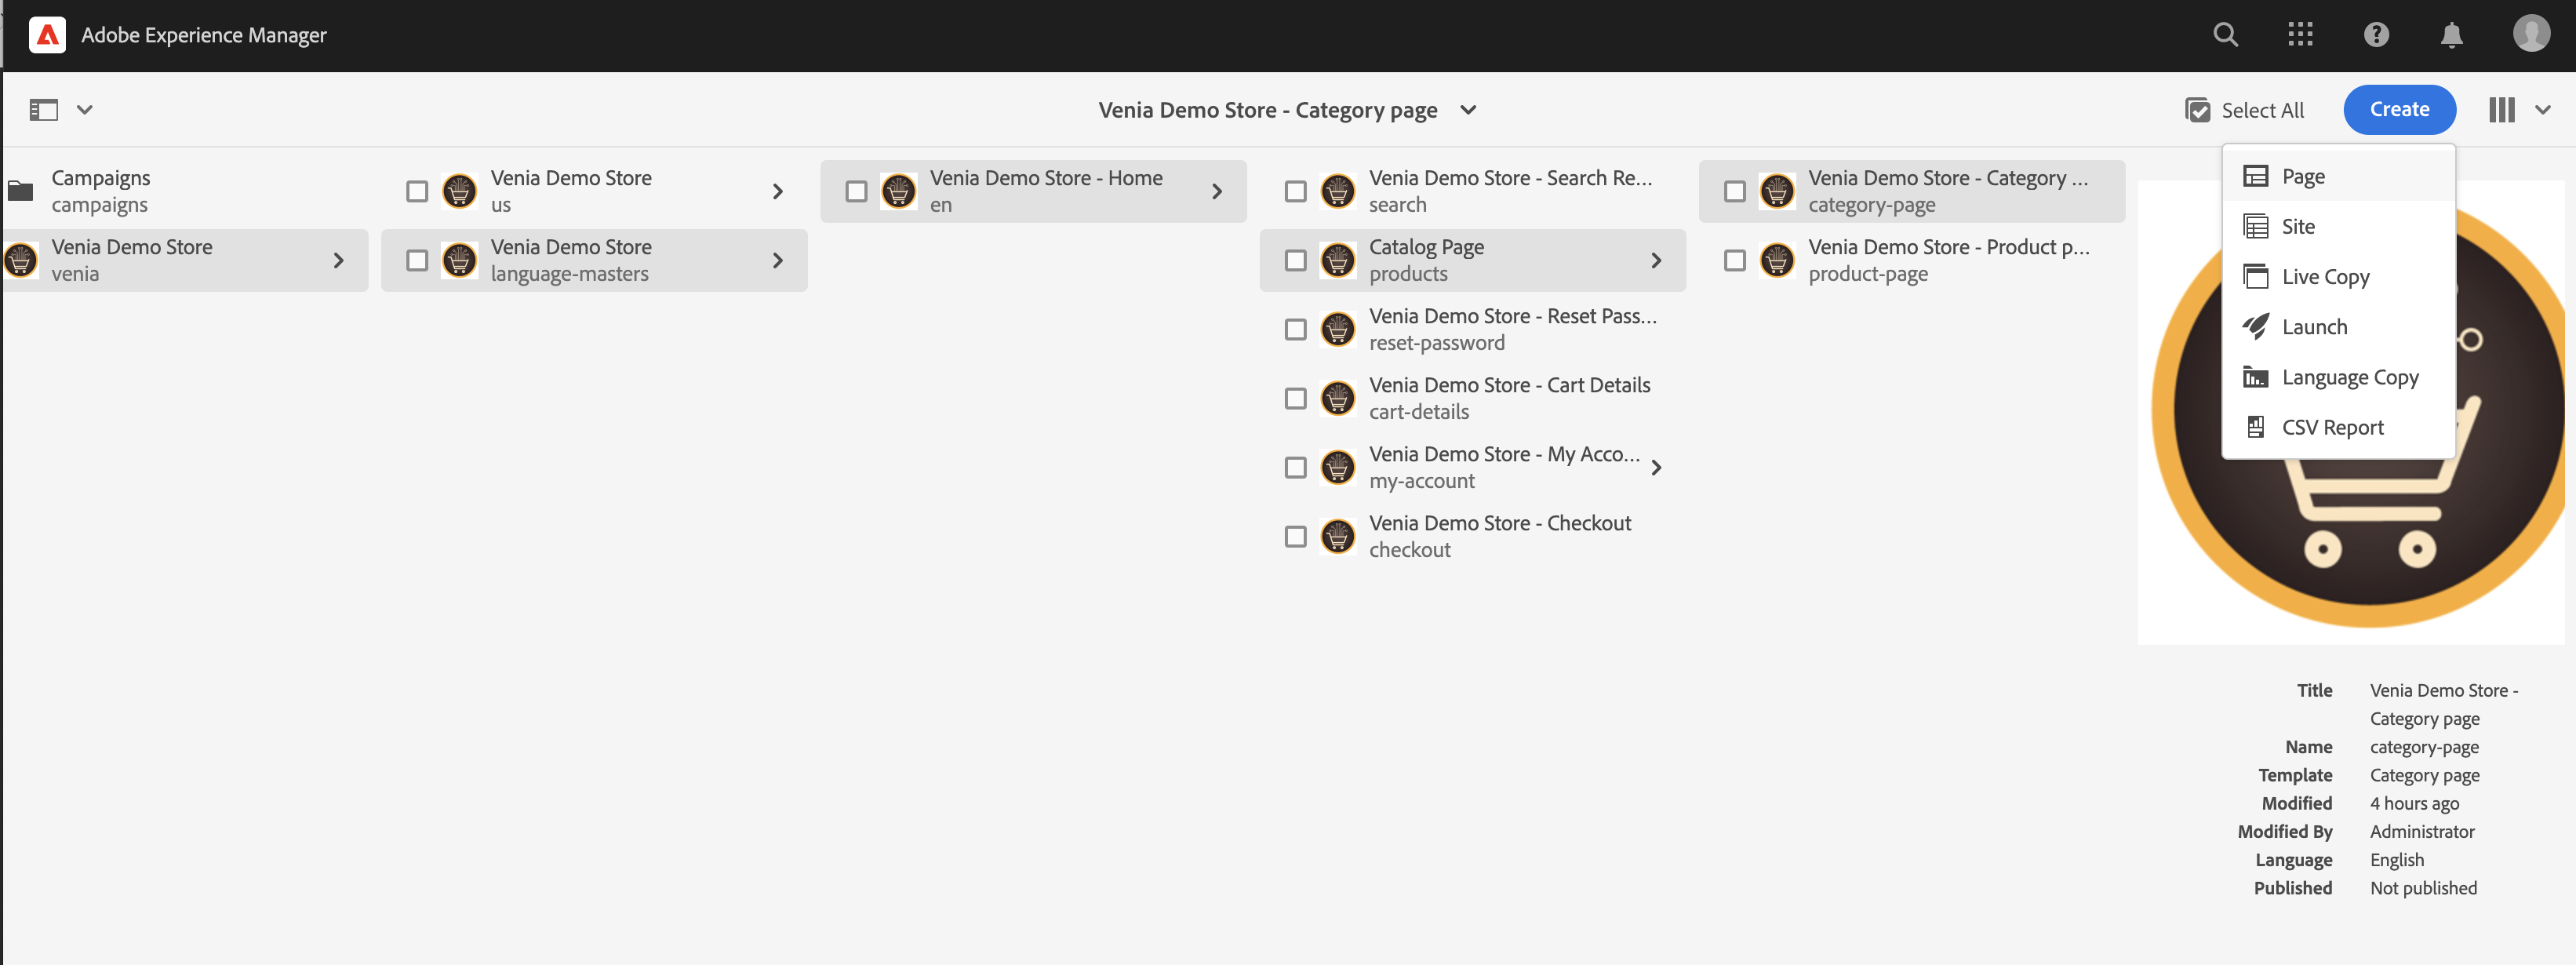 Adobe Experience Manager
Venia Demo Store - Category page
Select All
Create
Campaigns
campaigns
Venia Demo Store
venia
Venia Demo Store
us
Venia Demo Store
language-masters
Venia Demo Store - Home
en
Venia Demo Store - Search Re...
search
Catalog Page
products
Venia Demo Store - Reset Pass...
reset-password
Venia Demo Store - Cart Details
cart-details
Venia Demo Store - My Acco...
my-account
Venia Demo Store - Checkout
checkout
Venia Demo Store - Category ...
category-page
Venia Demo Store - Product p...
product-page
Page
Site
Live Copy
Launch
Language Copy
CSV Report
Title Venia Demo Store -
Category page
Name category-page
Template Category page
Modified 4 hours ago
Modified By Administrator
Language English
Published Not published